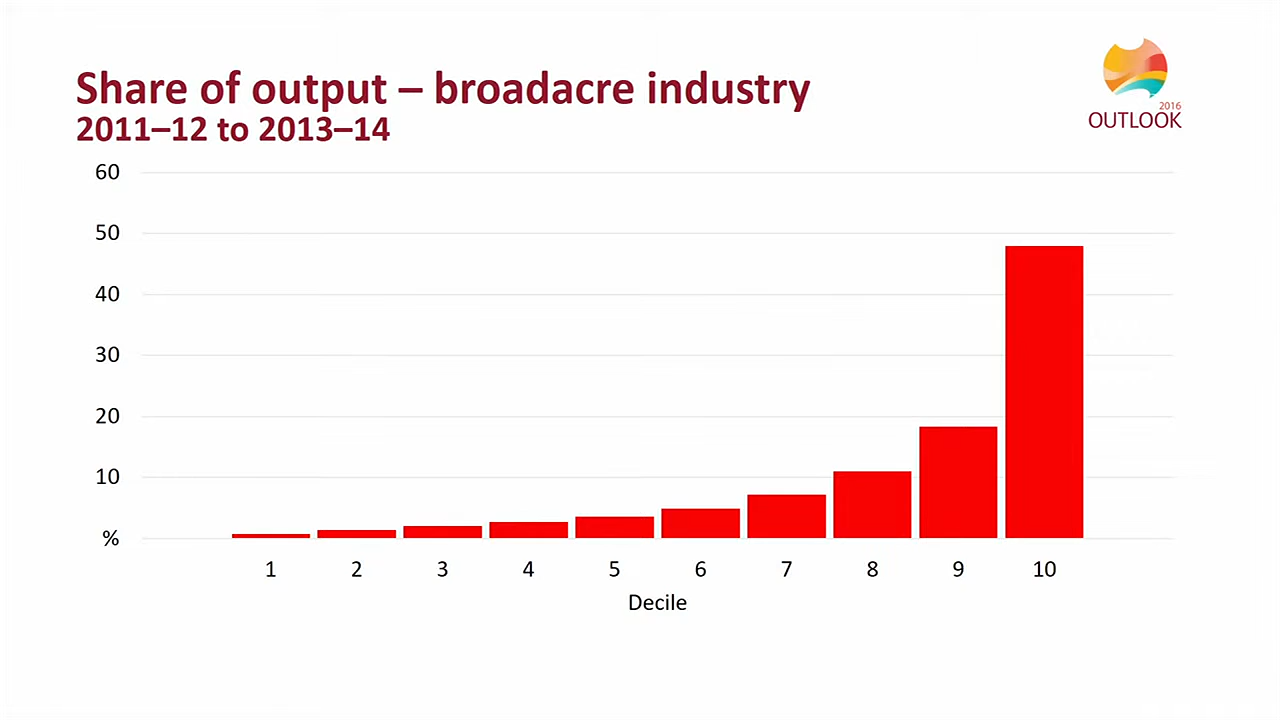 Share of output – broadacre industry
2011–12 to 2013–14
2016
OUTLOOK
60
50
40
30
20
10
%
1 2 3 4 5 6 7 8 9 10
Decile